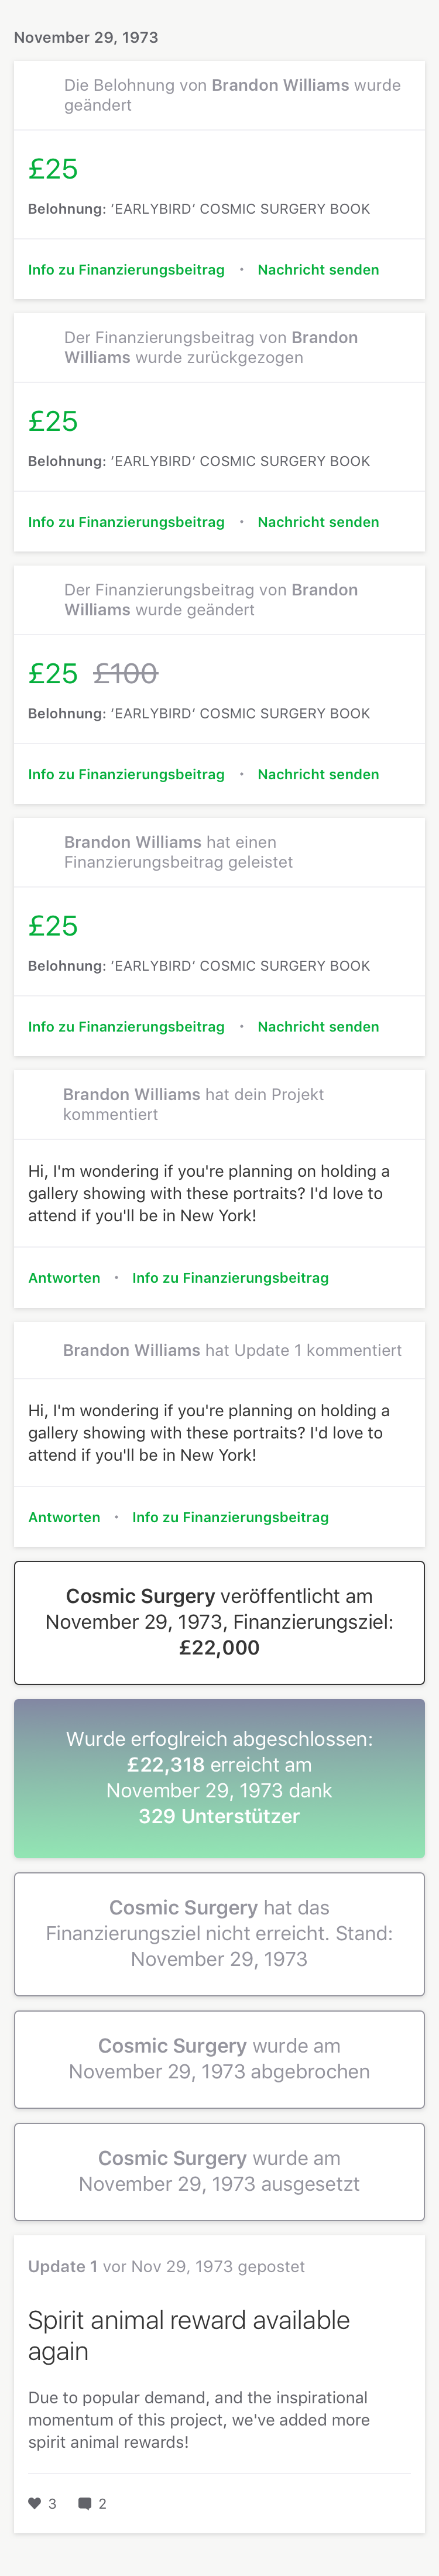 November 29, 1973
Die Belohnung von Brandon Williams wurde
geändert
£25
Belohnung: ‘EARLYBIRD’ COSMIC SURGERY BOOK
Info zu Finanzierungsbeitrag • Nachricht senden
Der Finanzierungsbeitrag von Brandon
Williams wurde zurückgezogen
£25
Belohnung: ‘EARLYBIRD’ COSMIC SURGERY BOOK
Info zu Finanzierungsbeitrag • Nachricht senden
Der Finanzierungsbeitrag von Brandon
Williams wurde geändert
£25 £100
Belohnung: ‘EARLYBIRD’ COSMIC SURGERY BOOK
Info zu Finanzierungsbeitrag • Nachricht senden
Brandon Williams hat einen
Finanzierungsbeitrag geleistet
£25
Belohnung: ‘EARLYBIRD’ COSMIC SURGERY BOOK
Info zu Finanzierungsbeitrag • Nachricht senden
Brandon Williams hat dein Projekt
kommentiert
Hi, I'm wondering if you're planning on holding a
gallery showing with these portraits? I'd love to
attend if you'll be in New York!
Antworten • Info zu Finanzierungsbeitrag
Brandon Williams hat Update 1 kommentiert
Hi, I'm wondering if you're planning on holding a
gallery showing with these portraits? I'd love to
attend if you'll be in New York!
Antworten • Info zu Finanzierungsbeitrag
Cosmic Surgery veröffentlicht am
November 29, 1973, Finanzierungsziel:
£22,000
Wurde erfoglreich abgeschlossen:
£22,318 erreicht am
November 29, 1973 dank
329 Unterstützer
Cosmic Surgery hat das
Finanzierungsziel nicht erreicht. Stand:
November 29, 1973
Cosmic Surgery wurde am
November 29, 1973 abgebrochen
Cosmic Surgery wurde am
November 29, 1973 ausgesetzt
Update 1 vor Nov 29, 1973 gepostet
Spirit animal reward available
again
Due to popular demand, and the inspirational
momentum of this project, we've added more
spirit animal rewards!
3 2